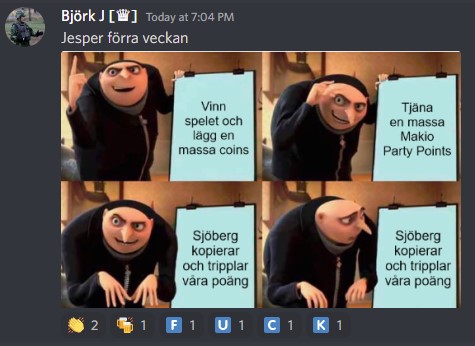 Björk J [♛] Today at 7:04 PM
Jesper förra veckan
Vinn
spelet och
lägg en
massa coins
Tjäna
en massa
Makio
Party Points
Sjöberg
kopierar
och tripplar
våra poäng
Sjöberg
kopierar
och tripplar
våra poäng
2 1 F 1 U 1 C 1 K 1